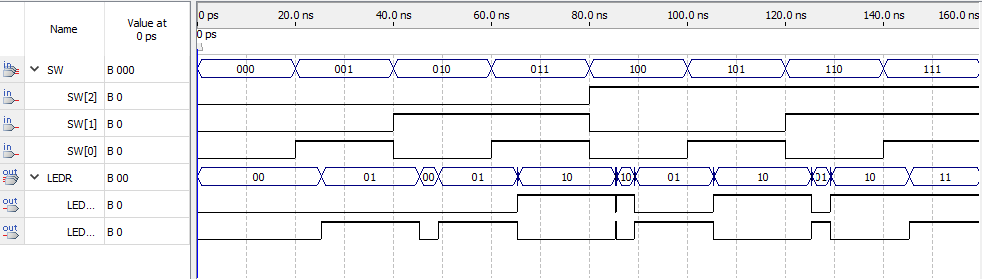 Name Value at 0 ps
0 ps 20.0 ns 40.0 ns 60.0 ns 80.0 ns 100.0 ns 120.0 ns 140.0 ns 160.0 ns
0 ps
in SW B 000 000 001 010 011 100 101 110 111
in SW[2] B 0
in SW[1] B 0
in SW[0] B 0
out LEDR B 00 00 01 00 01 10 10 01 10 01 10 11
out LED... B 0
out LED... B 0